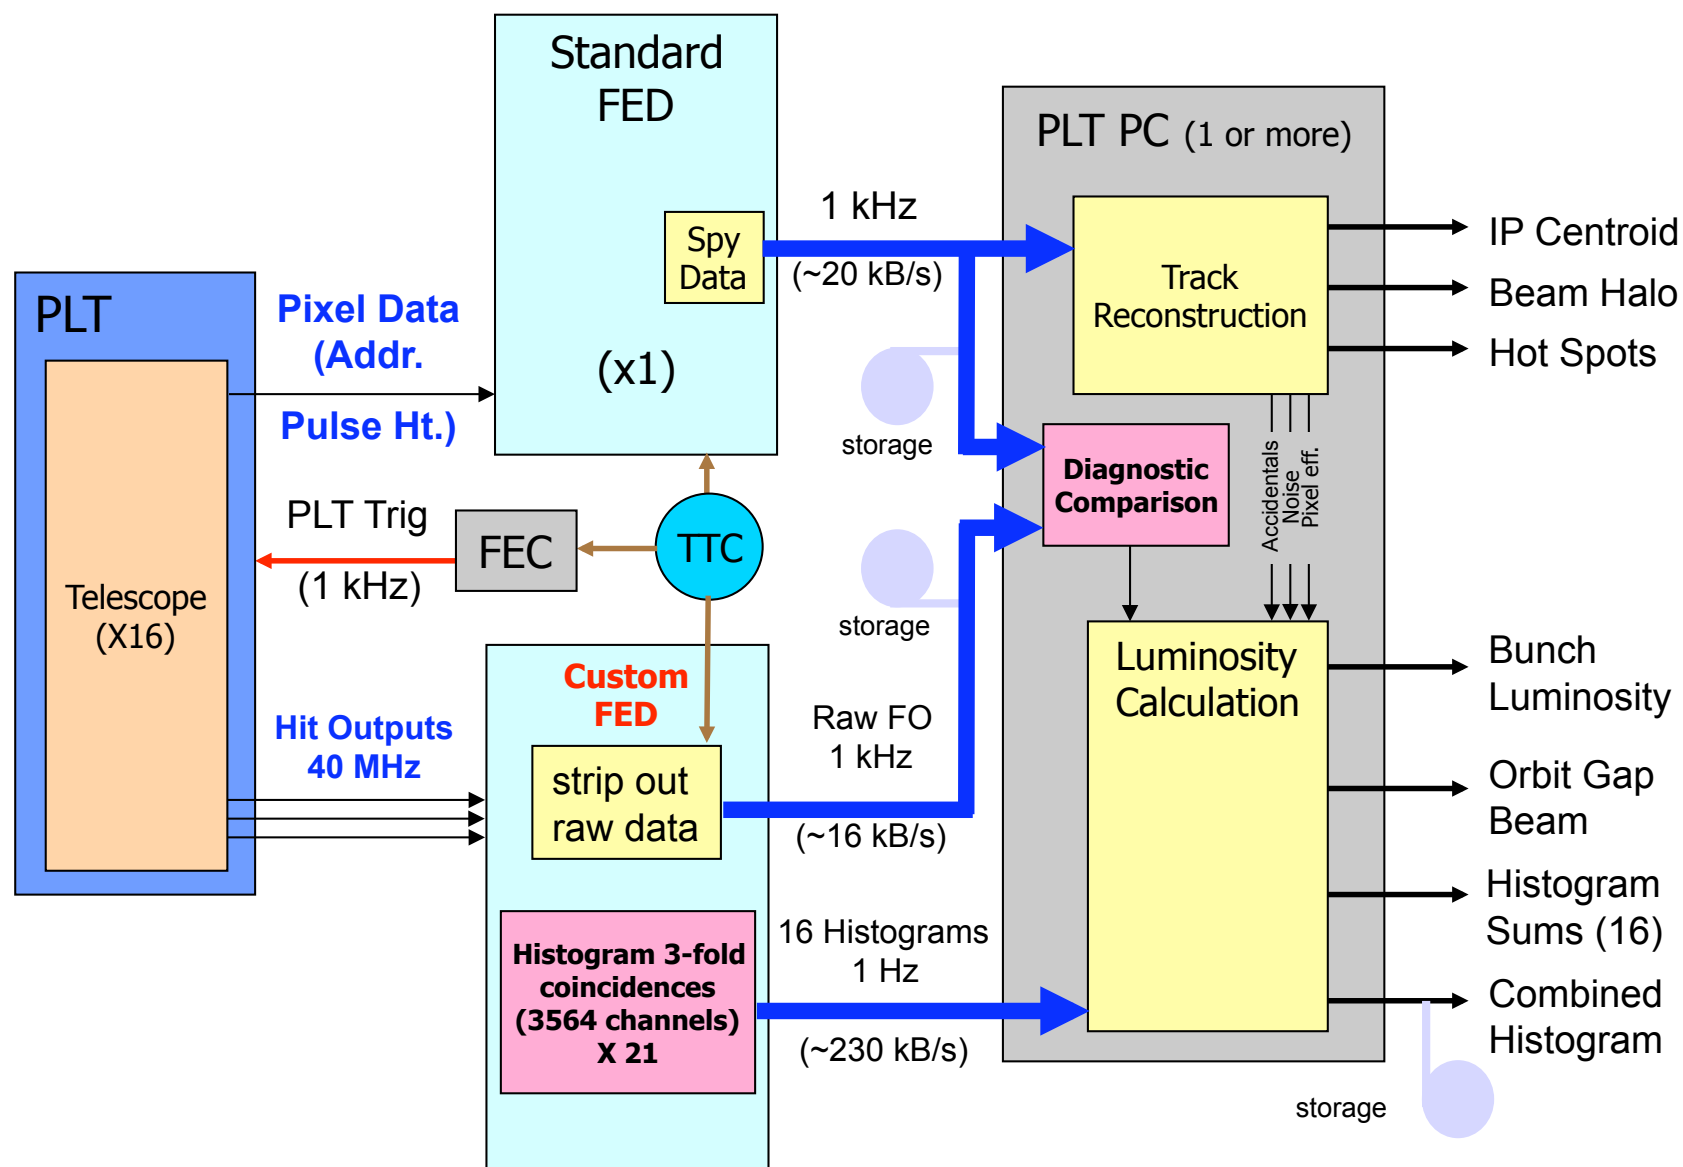 Standard
FED
Spy
Data
(x1)
PLT
Telescope
(X16)
Pixel Data
(Addr.
Pulse Ht.)
PLT Trig
(1 kHz)
FEC
TTC
Hit Outputs
40 MHz
Custom
FED
strip out
raw data
Histogram 3-fold
coincidences
(3564 channels)
X 21
1 kHz
(~20 kB/s)
storage
storage
Raw FO
1 kHz
(~16 kB/s)
16 Histograms
1 Hz
(~230 kB/s)
PLT PC (1 or more)
Track
Reconstruction
Diagnostic
Comparison
Accidentals
Noise
Pixel eff.
Luminosity
Calculation
IP Centroid
Beam Halo
Hot Spots
Bunch
Luminosity
Orbit Gap
Beam
Histogram
Sums (16)
Combined
Histogram
storage